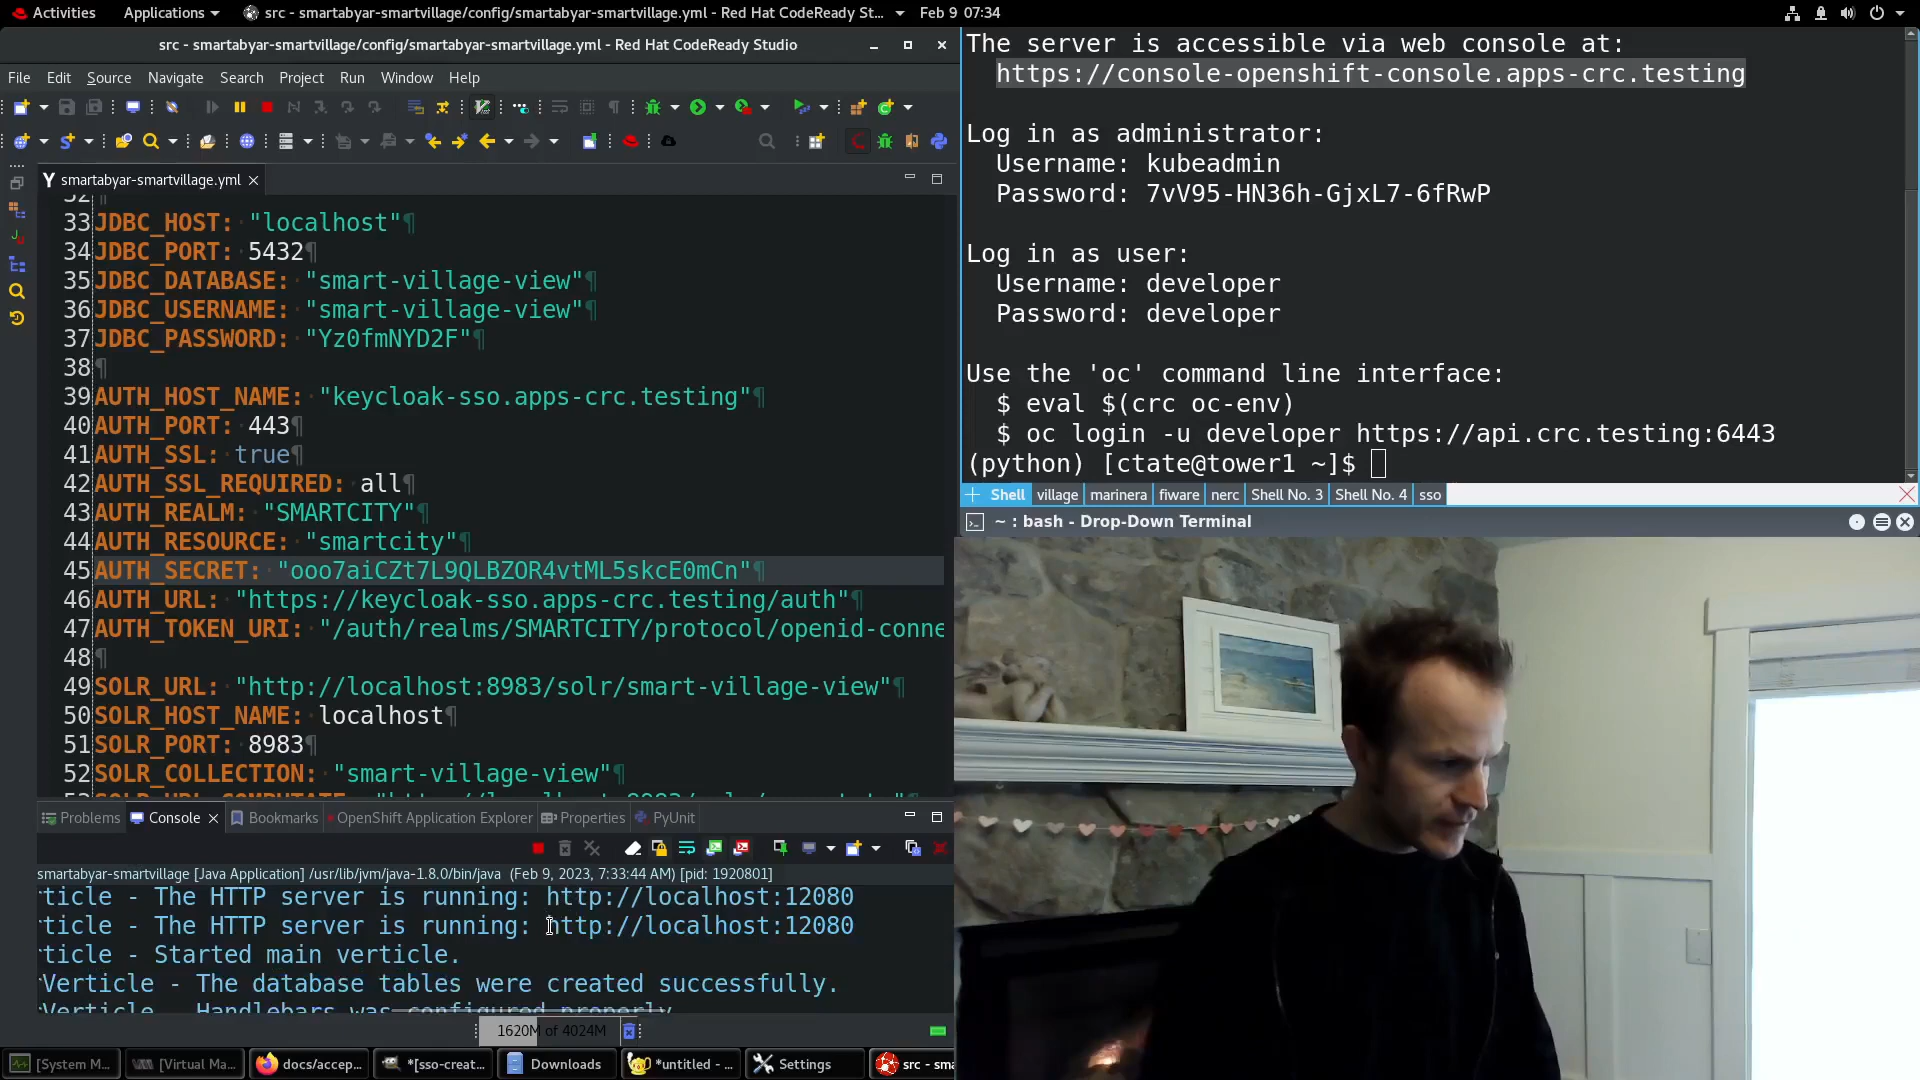 Activities
Applications
src - smartabyar-smartvillage/config/smartabyar-smartvillage.yml - Red Hat CodeReady St...
Feb 9 07:34
src - smartabyar-smartvillage/config/smartabyar-smartvillage.yml - Red Hat CodeReady Studio
File Edit Source Navigate Search Project Run Window Help
smartabyar-smartvillage.yml
32
33 JDBC_HOST: "localhost"¶
34 JDBC_PORT: 5432¶
35 JDBC_DATABASE: "smart-village-view"¶
36 JDBC_USERNAME: "smart-village-view"¶
37 JDBC_PASSWORD: "Yz0fmNYD2F"¶
38 ¶
39 AUTH_HOST_NAME: "keycloak-sso.apps-crc.testing"¶
40 AUTH_PORT: 443¶
41 AUTH_SSL: true¶
42 AUTH_SSL_REQUIRED: all¶
43 AUTH_REALM: "SMARTCITY"¶
44 AUTH_RESOURCE: "smartcity"¶
45 AUTH_SECRET: "ooo7aiCZt7L9QLBZOR4vtML5skcE0mCn"¶
46 AUTH_URL: "https://keycloak-sso.apps-crc.testing/auth"¶
47 AUTH_TOKEN_URI: "/auth/realms/SMARTCITY/protocol/openid-conne
48 ¶
49 SOLR_URL: "http://localhost:8983/solr/smart-village-view"¶
50 SOLR_HOST_NAME: localhost¶
51 SOLR_PORT: 8983¶
52 SOLR_COLLECTION: "smart-village-view"¶
Problems Console Bookmarks OpenShift Application Explorer Properties PyUnit
smartabyar-smartvillage [Java Application] /usr/lib/jvm/java-1.8.0/bin/java (Feb 9, 2023, 7:33:44 AM) [pid: 1920801]
rticle - The HTTP server is running: http://localhost:12080
rticle - The HTTP server is running: http://localhost:12080
rticle - Started main verticle.
Verticle - The database tables were created successfully.
Verticle - Handlebars was configured properly.
1620M of 4024M
The server is accessible via web console at:
https://console-openshift-console.apps-crc.testing
Log in as administrator:
Username: kubeadmin
Password: 7vV95-HN36h-GjxL7-6fRwP
Log in as user:
Username: developer
Password: developer
Use the 'oc' command line interface:
$ eval $(crc oc-env)
$ oc login -u developer https://api.crc.testing:6443
(python) [ctate@tower1 ~]$
Shell village marinera fiware nerc Shell No. 3 Shell No. 4 sso
~ : bash - Drop-Down Terminal
[System M...
[Virtual Ma...
docs/accep...
*[sso-creat...
Downloads
*untitled - ...
Settings
src - sma